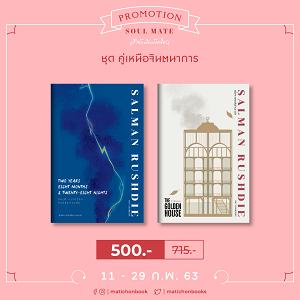 PROMOTION
SOUL MATE
ชุด คู่เหมือจินตนาการ
SALMAN RUSHDIE
TWO YEARS
EIGHT MONTHS
& TWENTY-EIGHT NIGHTS
SALMAN RUSHDIE
THE
GOLDEN
HOUSE
500.- 715.-
11 - 29 ก.พ. 63
matichonbook | matichonbooks | matichonbook